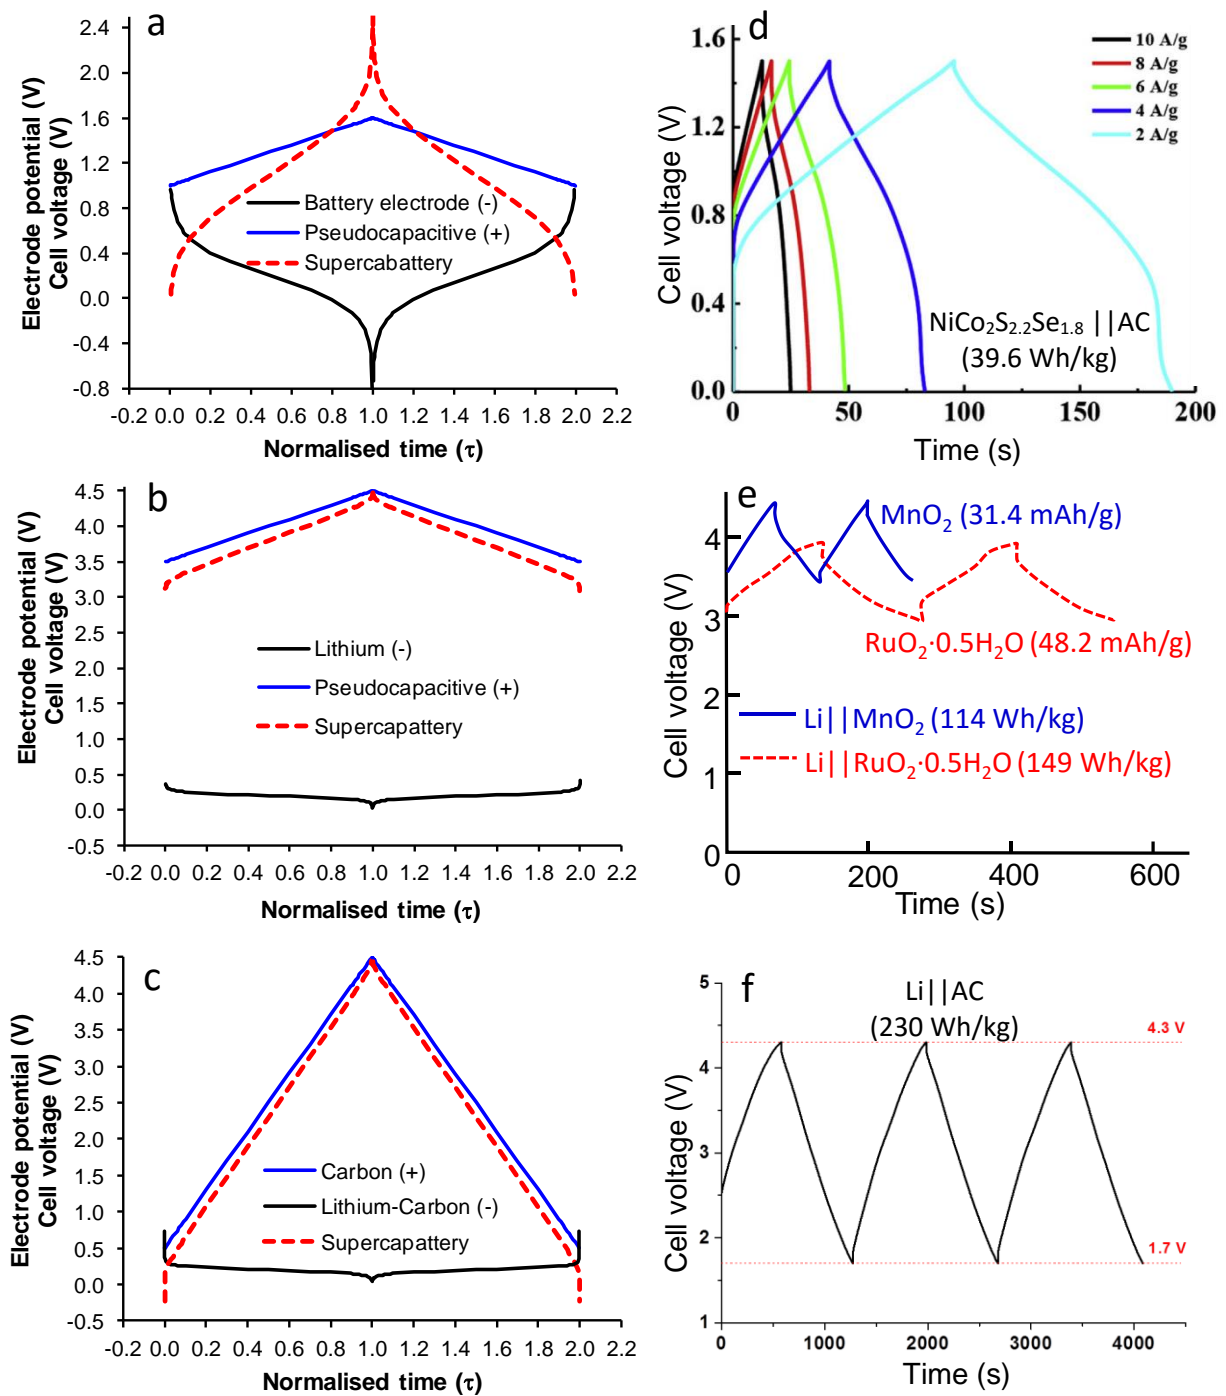 a
Electrode potential (V)
Cell voltage (V)
2.4
2.0
1.6
1.2
0.8
0.4
0.0
-0.4
-0.8
Battery electrode (-)
Pseudocapacitive (+)
Supercabattery
-0.2 0.0 0.2 0.4 0.6 0.8 1.0 1.2 1.4 1.6 1.8 2.0 2.2
Normalised time (τ)
d
Cell voltage (V)
1.6
1.2
0.8
0.4
0.0
10 A/g
8 A/g
6 A/g
4 A/g
2 A/g
NiCo₂S₂.₂Se₁.₈ ||AC
(39.6 Wh/kg)
0 50 100 150 200
Time (s)
b
Electrode potential (V)
Cell voltage (V)
4.5
4.0
3.5
3.0
2.5
2.0
1.5
1.0
0.5
0.0
-0.5
Lithium (-)
Pseudocapacitive (+)
Supercapattery
-0.2 0.0 0.2 0.4 0.6 0.8 1.0 1.2 1.4 1.6 1.8 2.0 2.2
Normalised time (τ)
e
Cell voltage (V)
4
3
2
1
0
MnO₂ (31.4 mAh/g)
RuO₂·0.5H₂O (48.2 mAh/g)
Li||MnO₂ (114 Wh/kg)
Li||RuO₂·0.5H₂O (149 Wh/kg)
0 200 400 600
Time (s)
c
Electrode potential (V)
Cell voltage (V)
4.5
4.0
3.5
3.0
2.5
2.0
1.5
1.0
0.5
0.0
-0.5
Carbon (+)
Lithium-Carbon (-)
Supercapattery
-0.2 0.0 0.2 0.4 0.6 0.8 1.0 1.2 1.4 1.6 1.8 2.0 2.2
Normalised time (τ)
f
Cell voltage (V)
5
4
3
2
1
Li||AC
(230 Wh/kg)
4.3 V
1.7 V
0 1000 2000 3000 4000
Time (s)